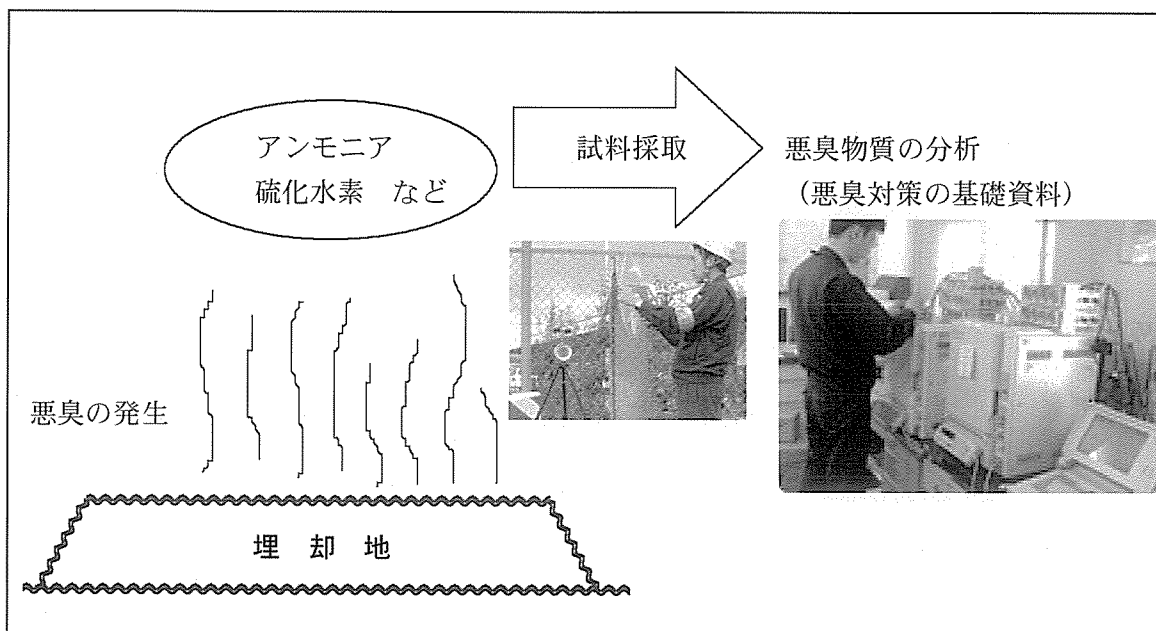 アンモニア
硫化水素 など
試料採取
悪臭物質の分析
(悪臭対策の基礎資料)
悪臭の発生
埋却地